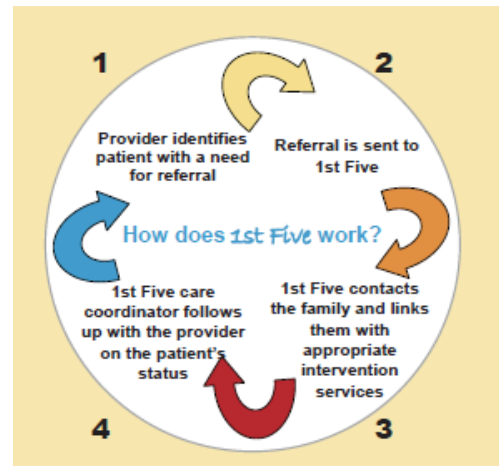 1
Provider identifies
patient with a need
for referral
2
Referral is sent to
1st Five
How does 1st Five work?
1st Five contacts
the family and links
them with
appropriate
intervention
services
3
1st Five care
coordinator follows
up with the provider
on the patient's
status
4